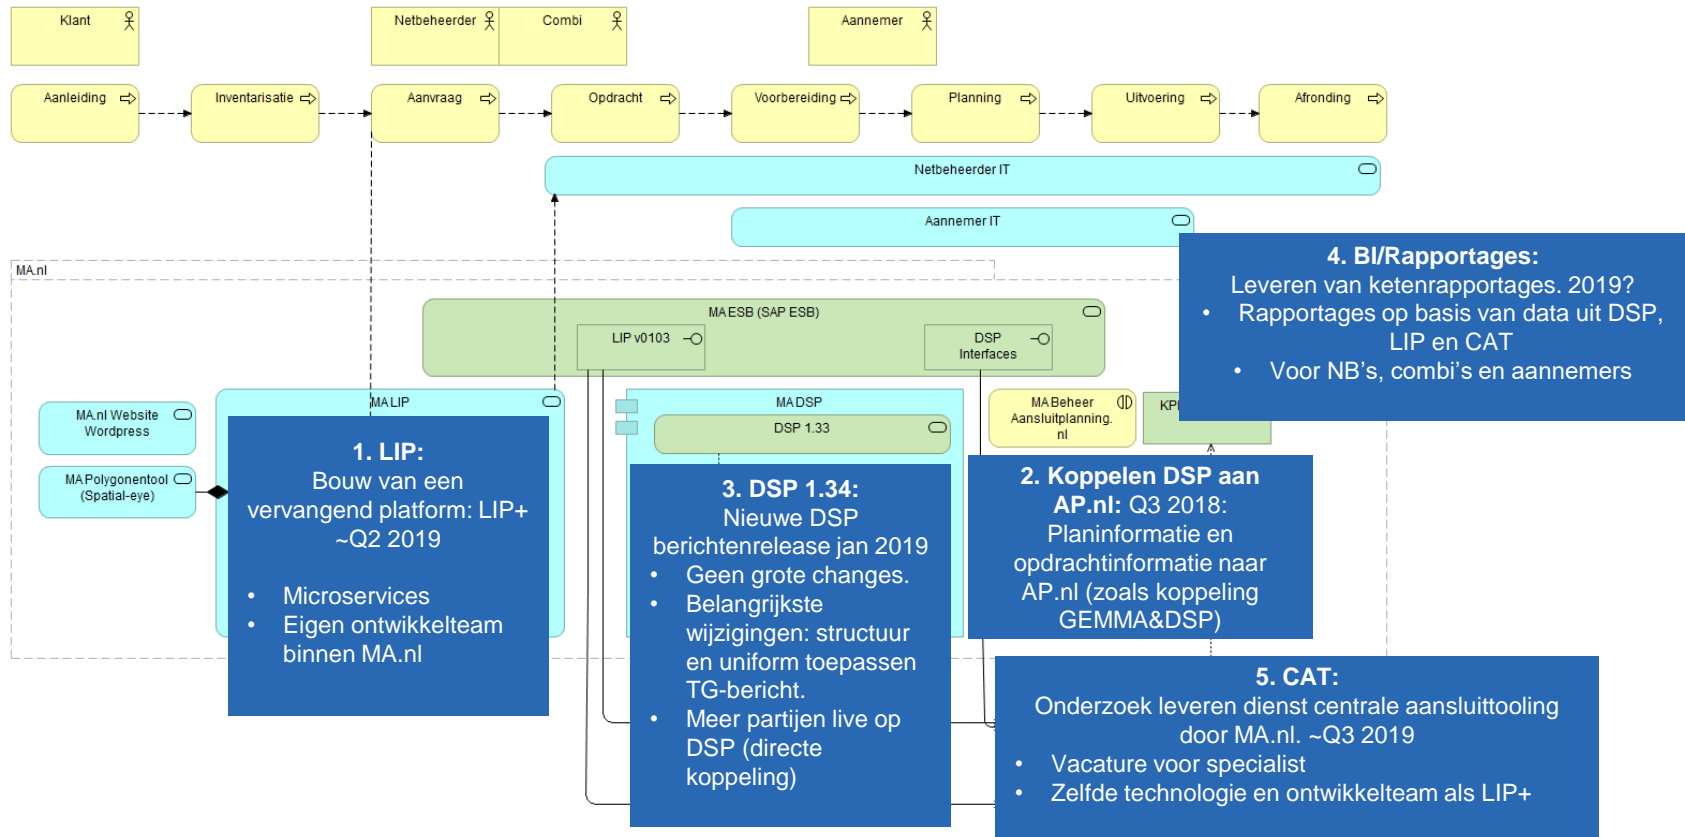 Klant
Netbeheerder
Combi
Aannemer
Aanleiding
Inventarisatie
Aanvraag
Opdracht
Voorbereiding
Planning
Uitvoering
Afronding
Netbeheerder IT
Aannemer IT
MA.nl
MA ESB (SAP ESB)
LIP v0103
DSP
Interfaces
MA.nl Website
Wordpress
MA Polygonentool
(Spatial-eye)
MA LIP
MA DSP
DSP 1.33
MA Beheer
Aansluitplanning.
nl
1. LIP:
Bouw van een
vervangend platform: LIP+
~Q2 2019
• Microservices
• Eigen ontwikkelteam
binnen MA.nl
3. DSP 1.34:
Nieuwe DSP
berichtenrelease jan 2019
• Geen grote changes.
• Belangrijkste
wijzigingen: structuur
en uniform toepassen
TG-bericht.
• Meer partijen live op
DSP (directe
koppeling)
2. Koppelen DSP aan
AP.nl: Q3 2018:
Planinformatie en
opdrachtinformatie naar
AP.nl (zoals koppeling
GEMMA&DSP)
4. BI/Rapportages:
Leveren van ketenrapportages. 2019?
• Rapportages op basis van data uit DSP,
LIP en CAT
• Voor NB's, combi's en aannemers
5. CAT:
Onderzoek leveren dienst centrale aansluittooling
door MA.nl. ~Q3 2019
• Vacature voor specialist
• Zelfde technologie en ontwikkelteam als LIP+